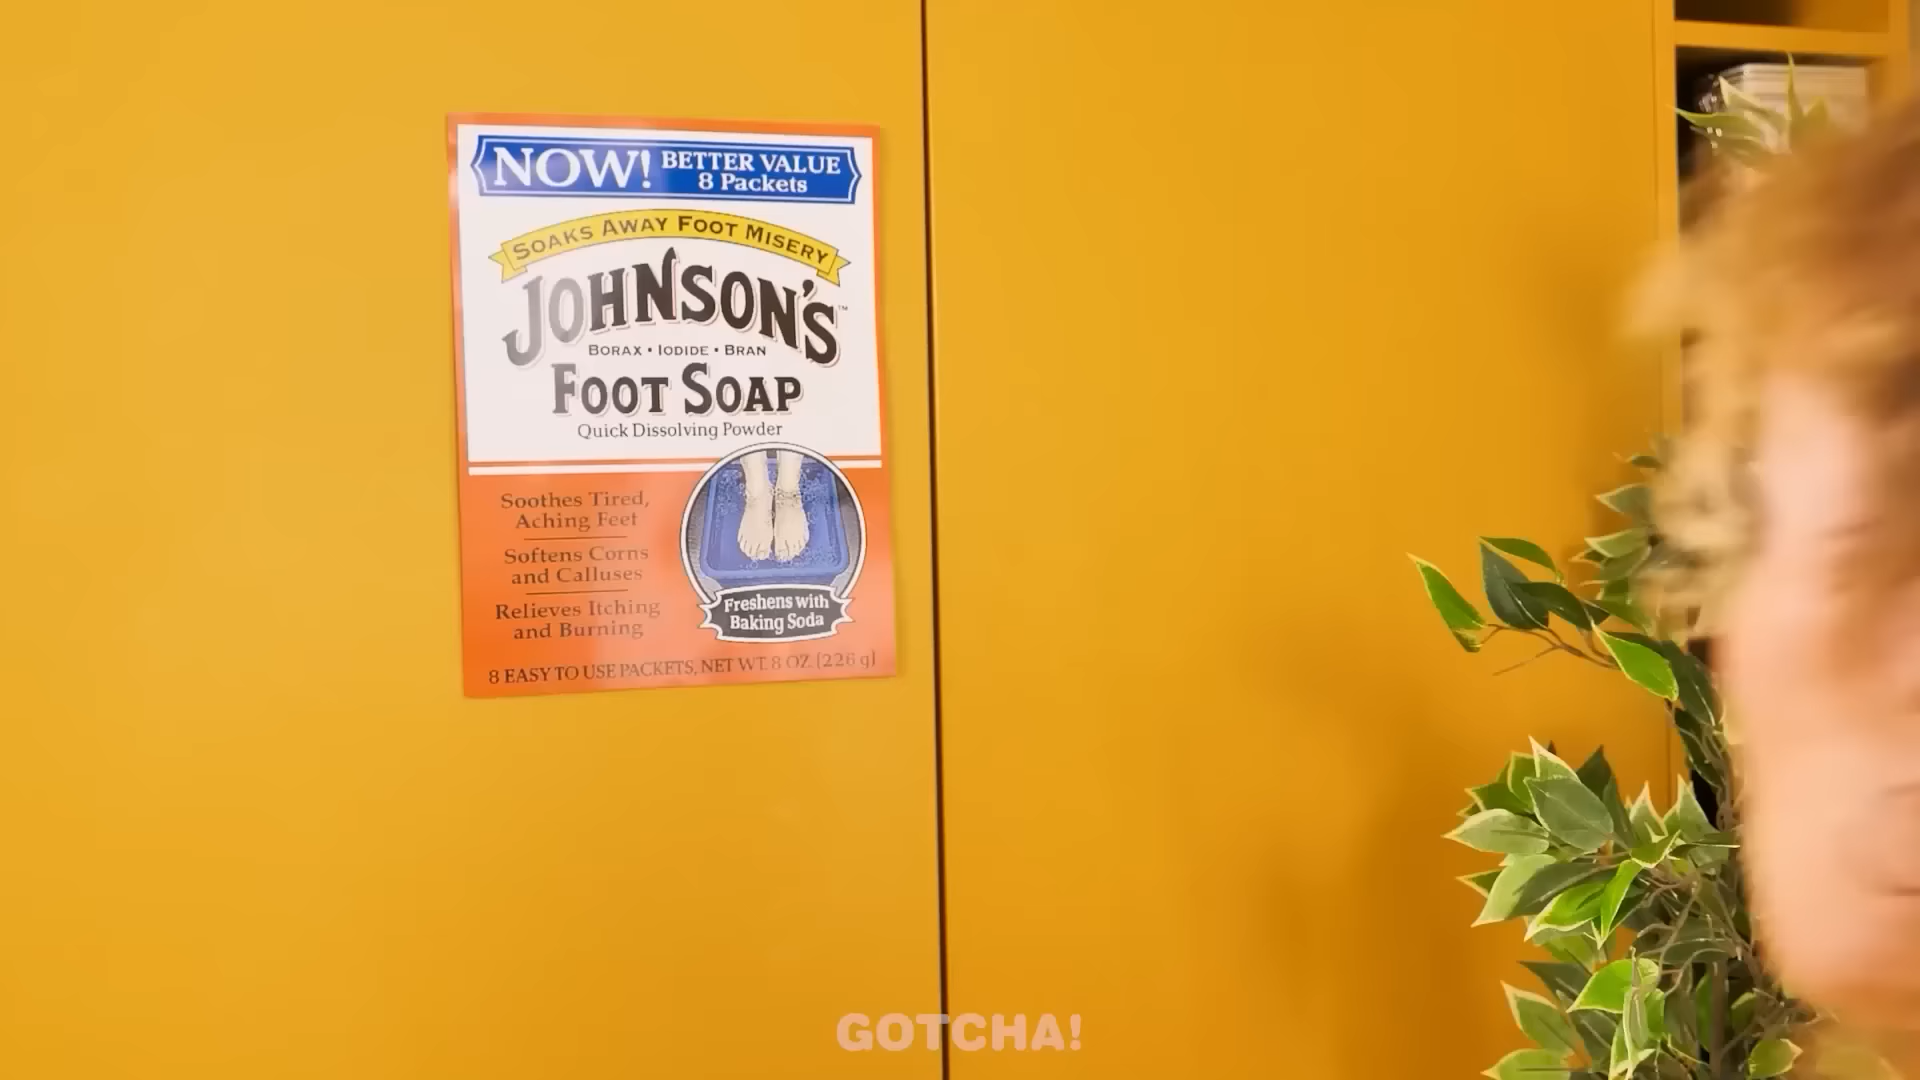 NOW! BETTER VALUE
8 Packets
SOAKS AWAY FOOT MISERY
JOHNSON'S™
BORAX • IODIDE • BRAN
FOOT SOAP
Quick Dissolving Powder
Soothes Tired,
Aching Feet
Softens Corns
and Calluses
Relieves Itching
and Burning
Freshens with
Baking Soda
8 EASY TO USE PACKETS, NET WT. 8 OZ. (226 g)
GOTCHA!